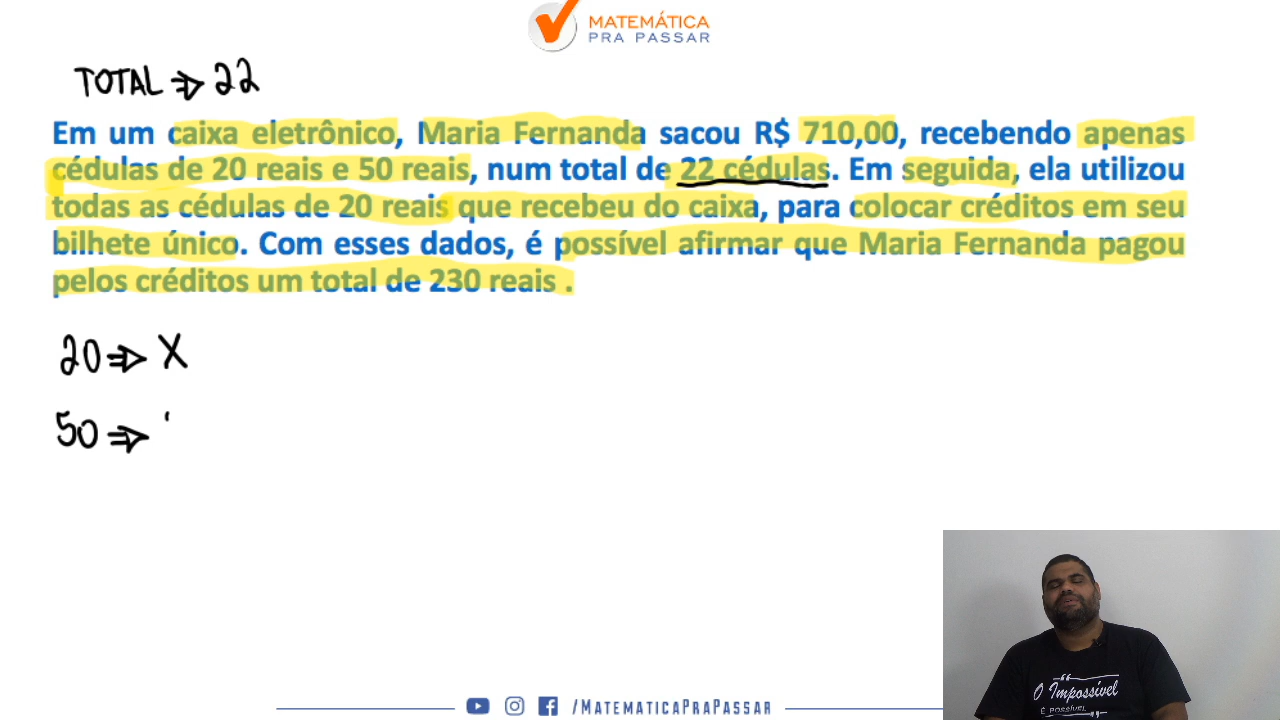 MATEMÁTICA
PRA PASSAR
TOTAL ⇒ 22
Em um caixa eletrônico, Maria Fernanda sacou R$ 710,00, recebendo apenas
cédulas de 20 reais e 50 reais, num total de 22 cédulas. Em seguida, ela utilizou
todas as cédulas de 20 reais que recebeu do caixa, para colocar créditos em seu
bilhete único. Com esses dados, é possível afirmar que Maria Fernanda pagou
pelos créditos um total de 230 reais .
20 ⇒ X
50 ⇒
“
O Impossível
É POSSÍVEL
”
/MATEMATICAPRAPASSAR